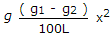 g ( g1 - g2 ) x²
100L